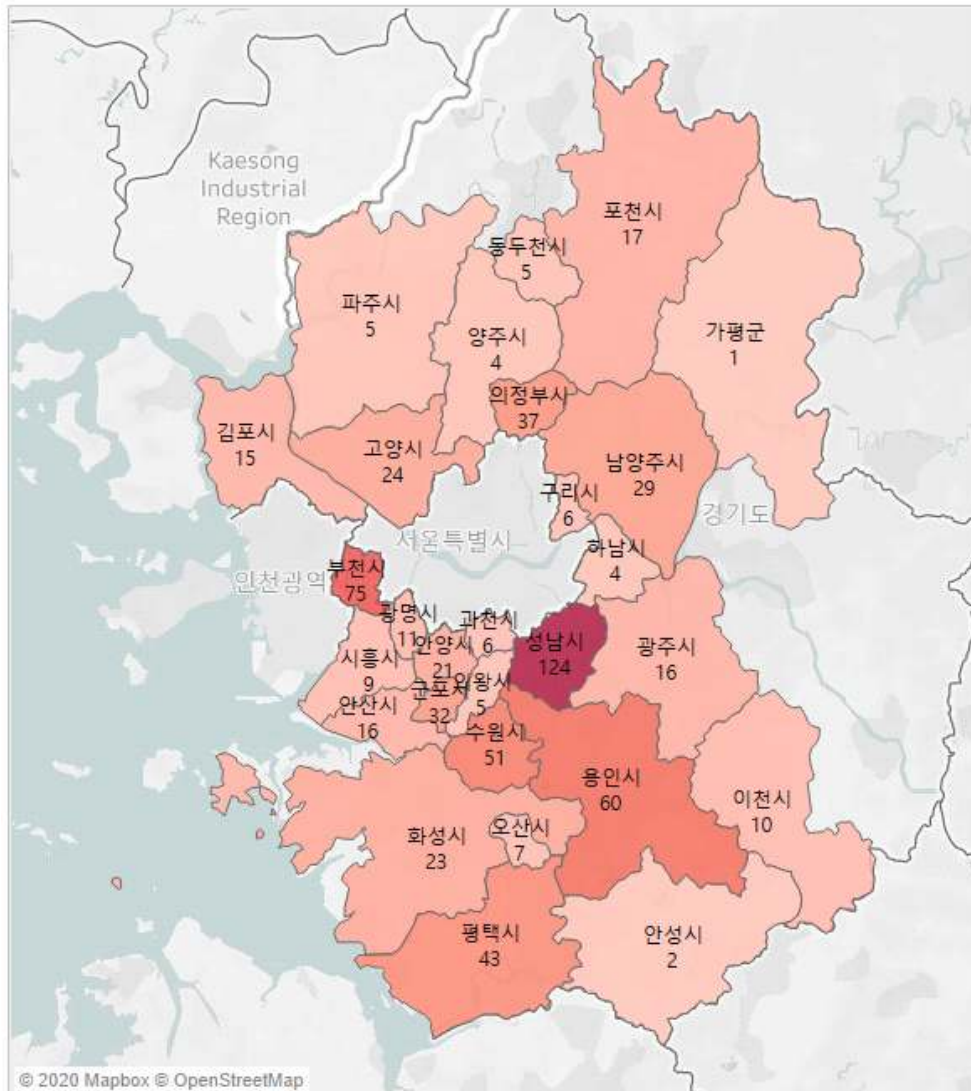 Kaesong
Industrial
Region
포천시
17
동두천시
5
파주시
5
양주시
4
가평군
1
의정부시
37
김포시
15
고양시
24
남양주시
29
구리시
6
경기도
서울특별시
하남시
4
인천광역
부천시
75
광명시
11
과천시
6
안양시
21
성남시
124
광주시
16
시흥시
9
의왕시
5
군포시
32
안산시
16
수원시
51
용인시
60
이천시
10
화성시
23
오산시
7
평택시
43
안성시
2
© 2020 Mapbox © OpenStreetMap